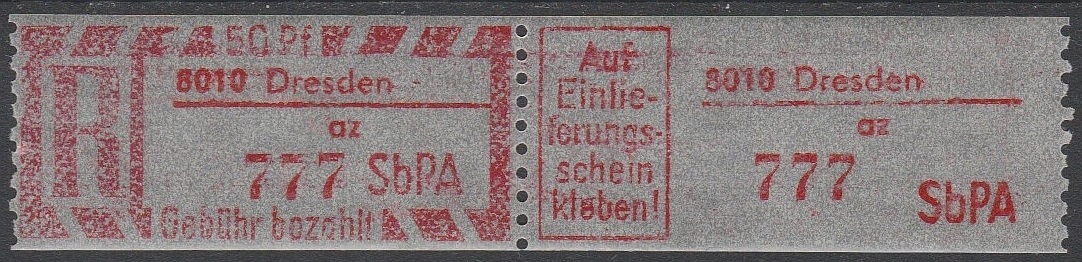 50 Pf
R
8010 Dresden
az
777 SbPA
Gebühr bezahlt
Auf
Einlie-
ferungs-
schein
kleben!
8010 Dresden
az
777
SbPA